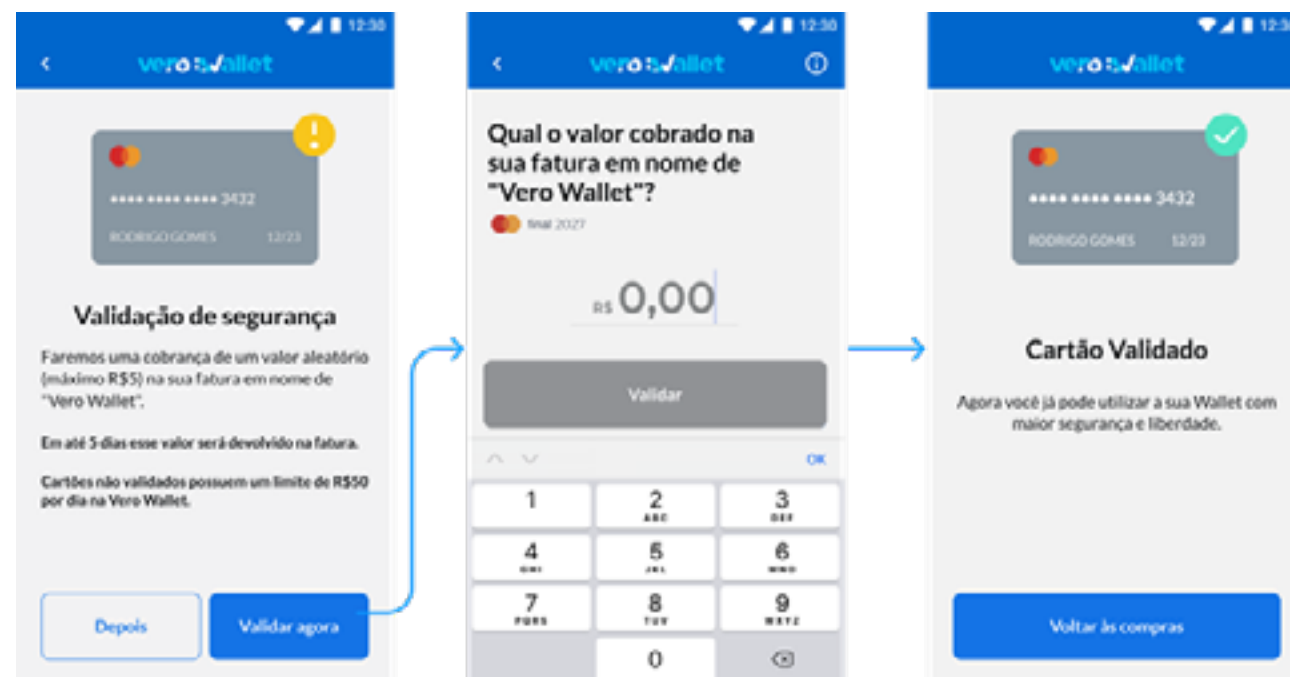 12:30
vero wallet
•••• •••• •••• 3432
RODRIGO GOMES 12/23
Validação de segurança
Faremos uma cobrança de um valor aleatório
(máximo R$5) na sua fatura em nome de
"Vero Wallet".
Em até 5 dias esse valor será devolvido na fatura.
Cartões não validados possuem um limite de R$50
por dia na Vero Wallet.
Depois
Validar agora
12:30
vero wallet
Qual o valor cobrado na
sua fatura em nome de
"Vero Wallet"?
final 2027
R$ 0,00
Validar
OK
1
2
ABC
3
DEF
4
GHI
5
JKL
6
MNO
7
PQRS
8
TUV
9
WXYZ
0
12:30
vero wallet
•••• •••• •••• 3432
RODRIGO GOMES 12/23
Cartão Validado
Agora você já pode utilizar a sua Wallet com
maior segurança e liberdade.
Voltar às compras